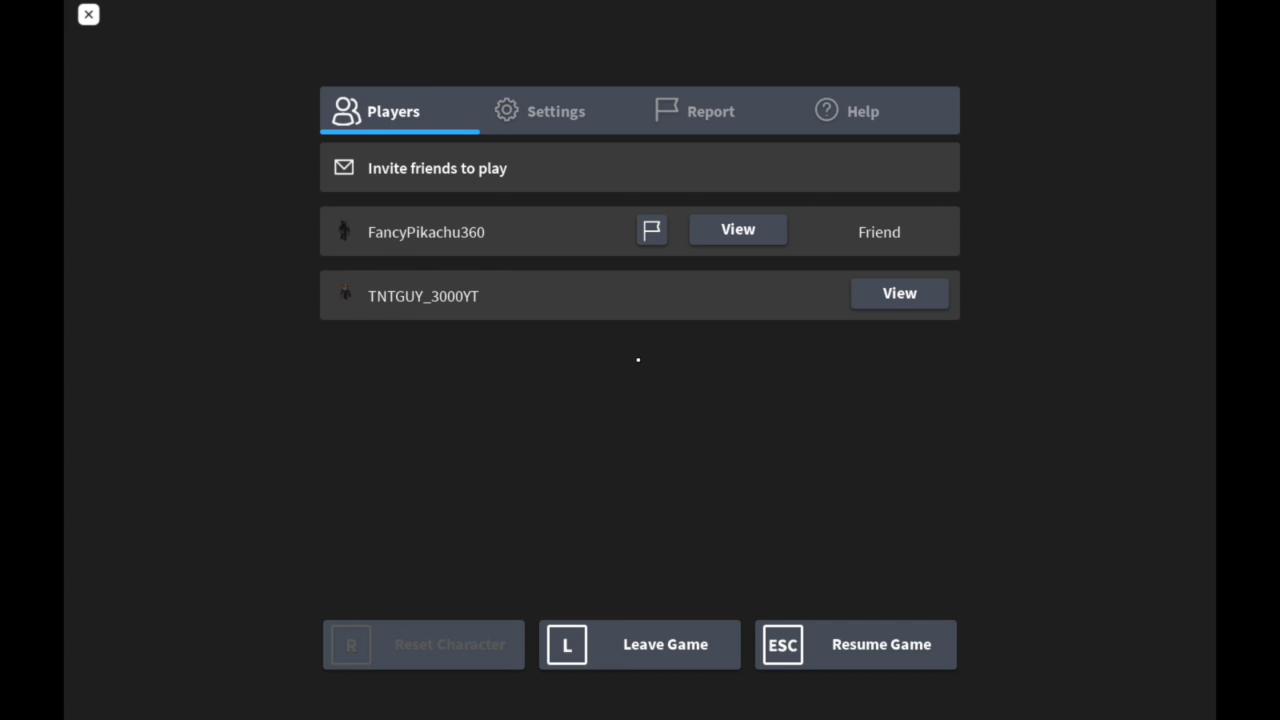 Players Settings Report Help
Invite friends to play
FancyPikachu360 View Friend
TNTGUY_3000YT View
R Reset Character L Leave Game ESC Resume Game